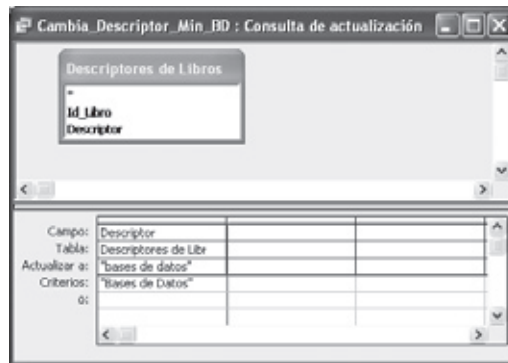 Cambia_Descriptor_Min_BD : Consulta de actualización
Descriptores de Libros
*
Id_Libro
Descriptor
Campo: Descriptor
Tabla: Descriptores de Libr
Actualizar a: "bases de datos"
Criterios: "Bases de Datos"
o: